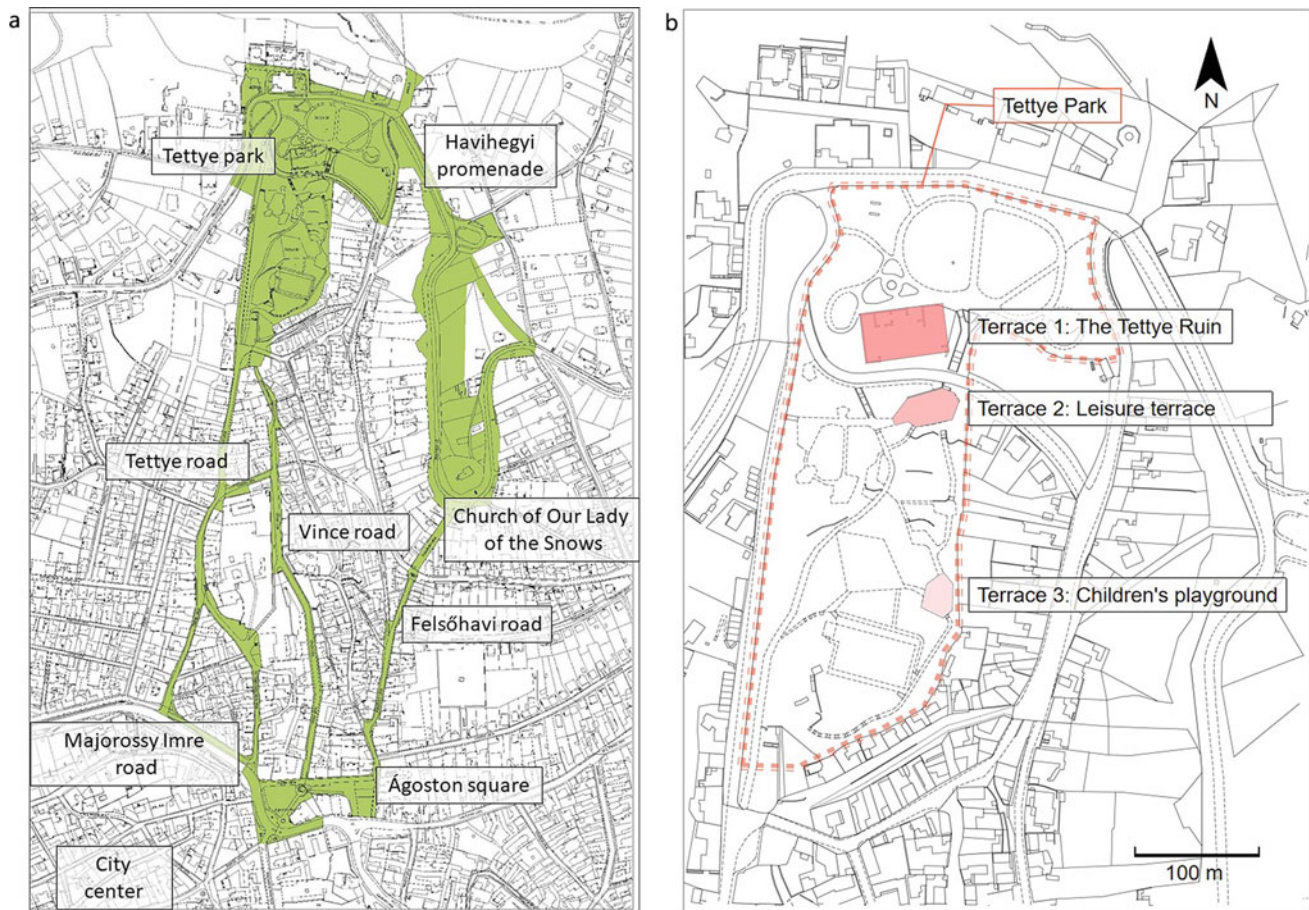 a
Tettye park
Havihegyi
promenade
Tettye road
Vince road
Church of Our Lady
of the Snows
Felsőhavi road
Majorossy Imre
road
Ágoston square
City
center
b
N
Tettye Park
Terrace 1: The Tettye Ruin
Terrace 2: Leisure terrace
Terrace 3: Children's playground
100 m